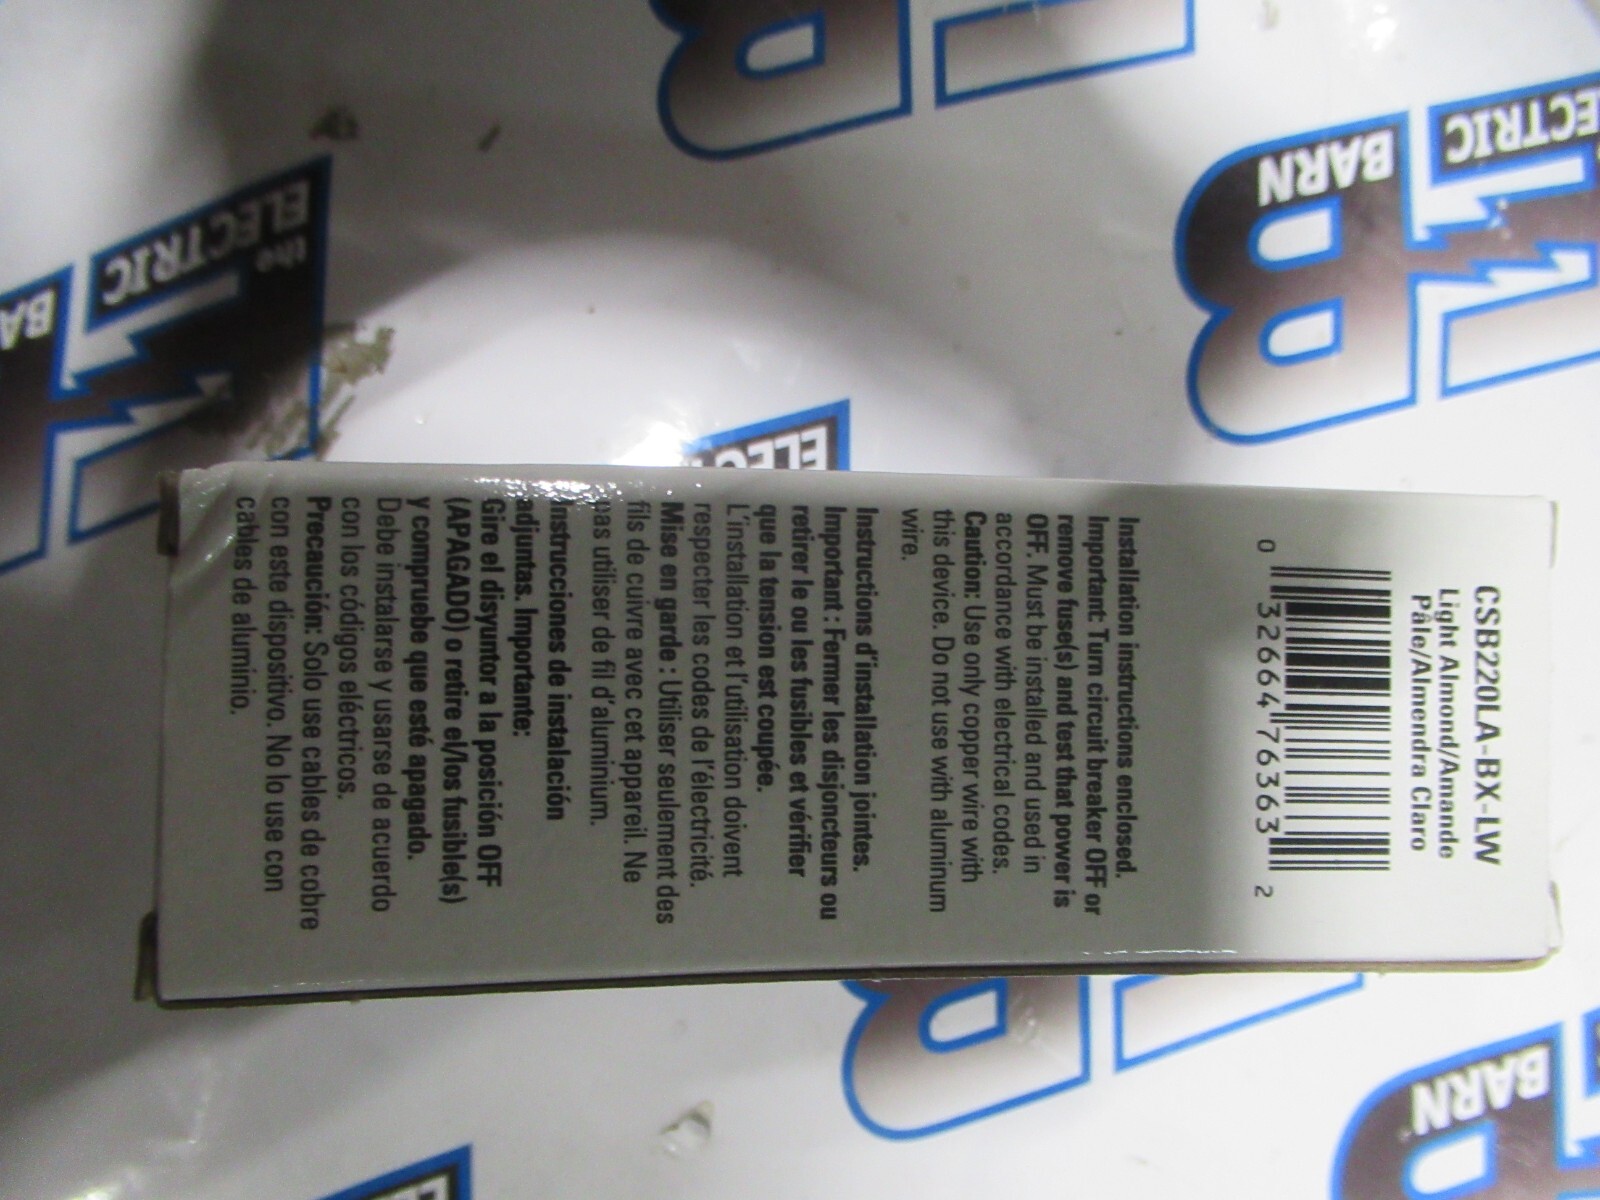 CSB220LA-BX-LW
Light Almond/Amande
Pâle/Almendra Claro
0 32664 76363 2
Installation instructions enclosed.
Important: Turn circuit breaker OFF or
remove fuse(s) and test that power is
OFF. Must be installed and used in
accordance with electrical codes.
Caution: Use only copper wire with
this device. Do not use with aluminum
wire.
Instructions d'installation jointes.
Important : Fermer les disjoncteurs ou
retirer le ou les fusibles et vérifier
que la tension est coupée.
L'installation et l'utilisation doivent
respecter les codes de l'électricité.
Mise en garde : Utiliser seulement des
fils de cuivre avec cet appareil. Ne
pas utiliser de fil d'aluminium.
Instrucciones de instalación
adjuntas. Importante:
Gire el disyuntor a la posición OFF
(APAGADO) o retire el/los fusible(s)
y compruebe que esté apagado.
Debe instalarse y usarse de acuerdo
con los códigos eléctricos.
Precaución: Solo use cables de cobre
con este dispositivo. No lo use con
cables de aluminio.
the
ELECTRIC
BA
ELEC
ECTRIC
BARN
BARN
ELE